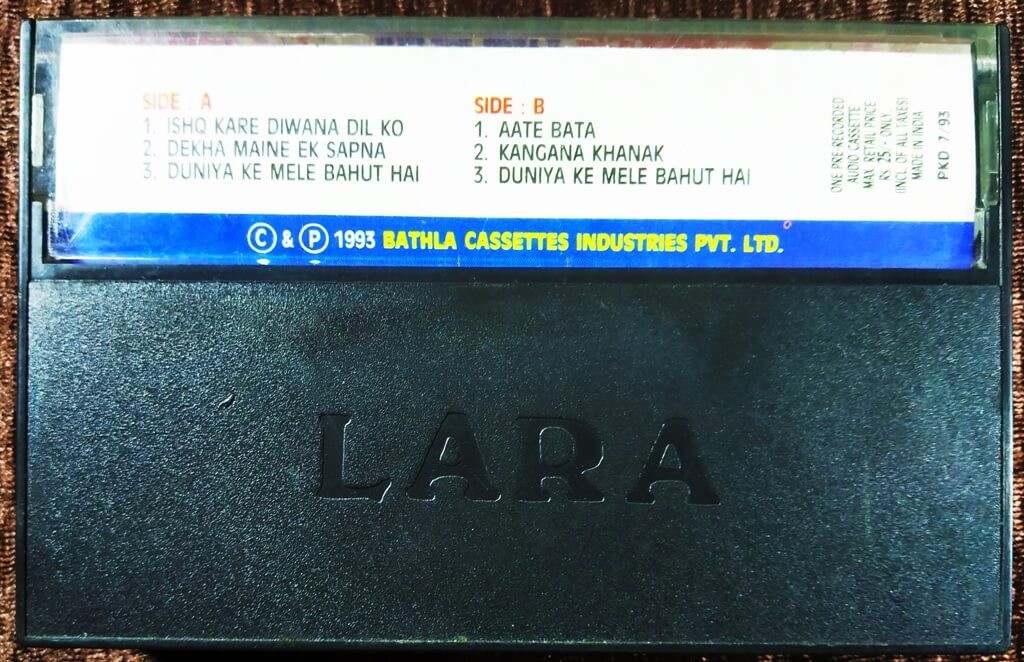 SIDE : A
1. ISHQ KARE DIWANA DIL KO
2. DEKHA MAINE EK SAPNA
3. DUNIYA KE MELE BAHUT HAI
SIDE : B
1. AATE BATA
2. KANGANA KHANAK
3. DUNIYA KE MELE BAHUT HAI
ONE PRE RECORDED
AUDIO CASSETTE
MAX. RETAIL PRICE
Rs. 25/- ONLY
(INCL. OF ALL TAXES)
MADE IN INDIA
PKD 7/93
© & ℗ 1993 BATHLA CASSETTES INDUSTRIES PVT. LTD.
LARA